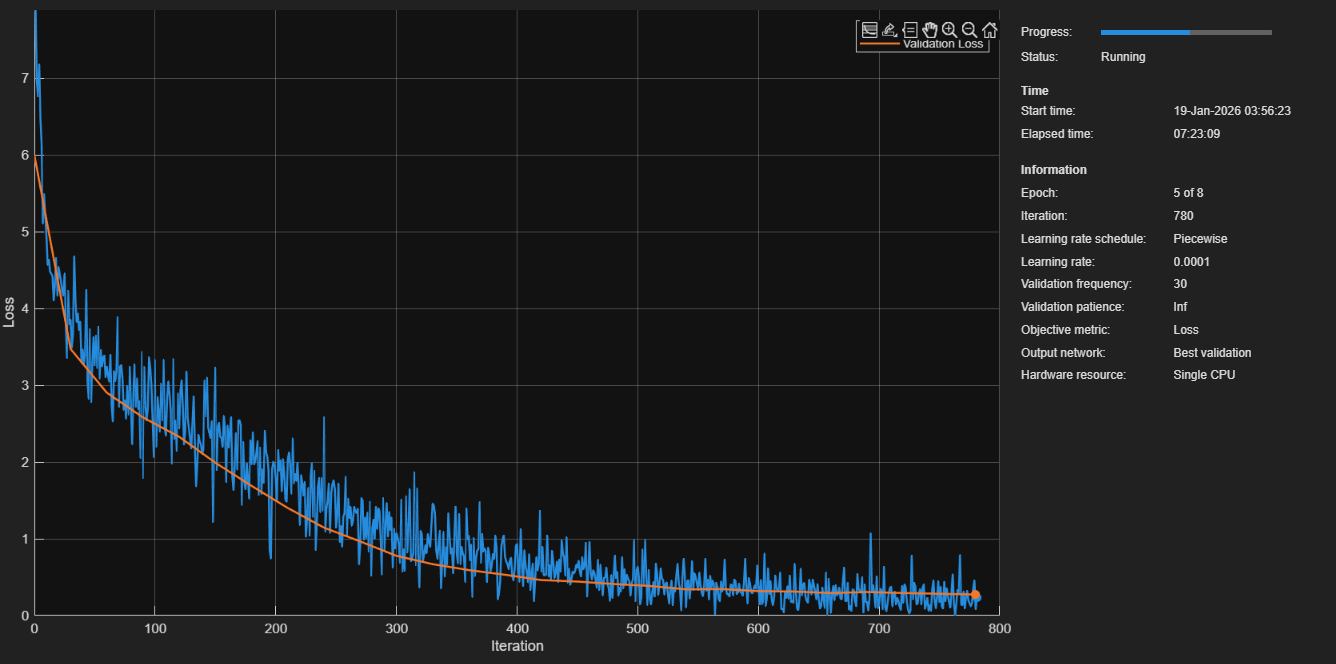 Validation Loss
7
6
5
4
3
2
1
0
Loss
0 100 200 300 400 500 600 700 800
Iteration
Progress:
Status: Running
Time
Start time: 19-Jan-2026 03:56:23
Elapsed time: 07:23:09
Information
Epoch: 5 of 8
Iteration: 780
Learning rate schedule: Piecewise
Learning rate: 0.0001
Validation frequency: 30
Validation patience: Inf
Objective metric: Loss
Output network: Best validation
Hardware resource: Single CPU